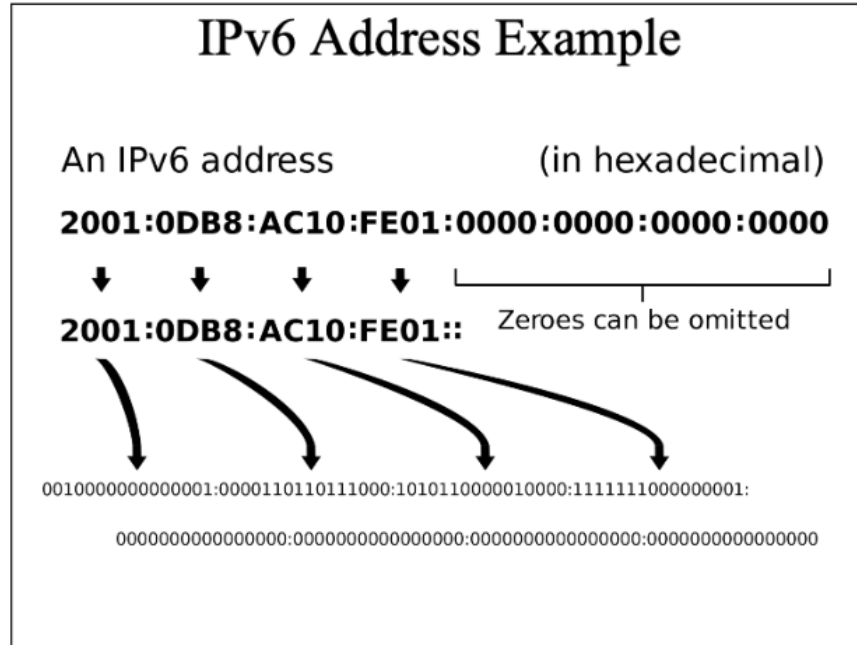 IPv6 Address Example
An IPv6 address (in hexadecimal)
2001:0DB8:AC10:FE01:0000:0000:0000:0000
2001:0DB8:AC10:FE01::
Zeroes can be omitted
0010000000000001:0000110110111000:1010110000010000:1111111000000001:
0000000000000000:0000000000000000:0000000000000000:0000000000000000